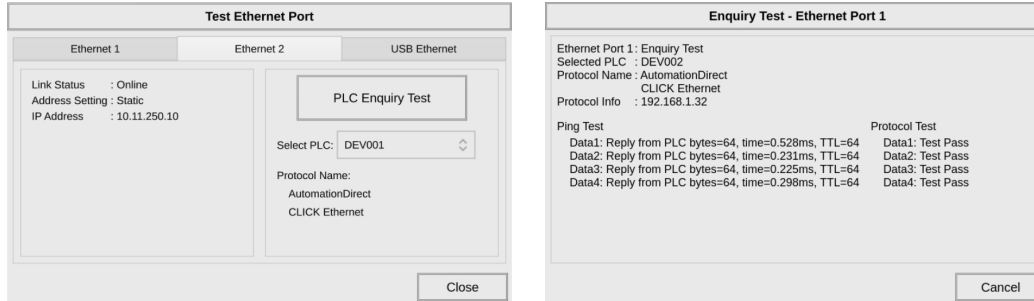 Test Ethernet Port
Ethernet 1
Ethernet 2
USB Ethernet
Link Status : Online
Address Setting : Static
IP Address : 10.11.250.10
PLC Enquiry Test
Select PLC: DEV001
Protocol Name:
AutomationDirect
CLICK Ethernet
Close
Enquiry Test - Ethernet Port 1
Ethernet Port 1 : Enquiry Test
Selected PLC : DEV002
Protocol Name : AutomationDirect
CLICK Ethernet
Protocol Info : 192.168.1.32
Ping Test Protocol Test
Data1: Reply from PLC bytes=64, time=0.528ms, TTL=64 Data1: Test Pass
Data2: Reply from PLC bytes=64, time=0.231ms, TTL=64 Data2: Test Pass
Data3: Reply from PLC bytes=64, time=0.225ms, TTL=64 Data3: Test Pass
Data4: Reply from PLC bytes=64, time=0.298ms, TTL=64 Data4: Test Pass
Cancel